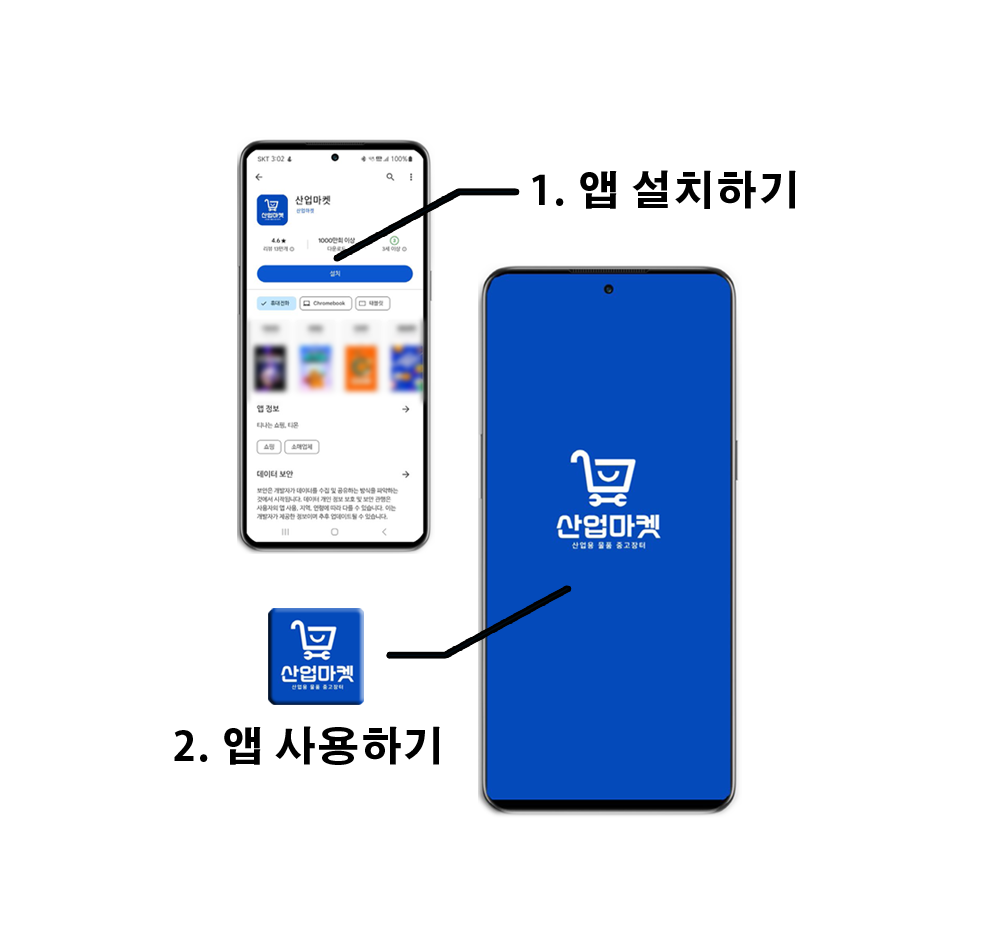 SKT 3:02
100%
산업마켓
산업마켓
4.6★
리뷰 13만개
1000만회 이상
다운로드
3
3세 이상
설치
휴대전화
Chromebook
태블릿
앱 정보
티나는 쇼핑, 티몬
쇼핑
소매업체
데이터 보안
보안은 개발자가 데이터를 수집 및 공유하는 방식을 파악하는
것에서 시작됩니다. 데이터 개인 정보 보호 및 보안 관행은
사용자의 앱 사용, 지역, 연령에 따라 다를 수 있습니다. 이는
개발자가 제공한 정보이며 추후 업데이트될 수 있습니다.
1. 앱 설치하기
산업마켓
산업용 물품 중고장터
산업마켓
산업용 물품 중고장터
2. 앱 사용하기